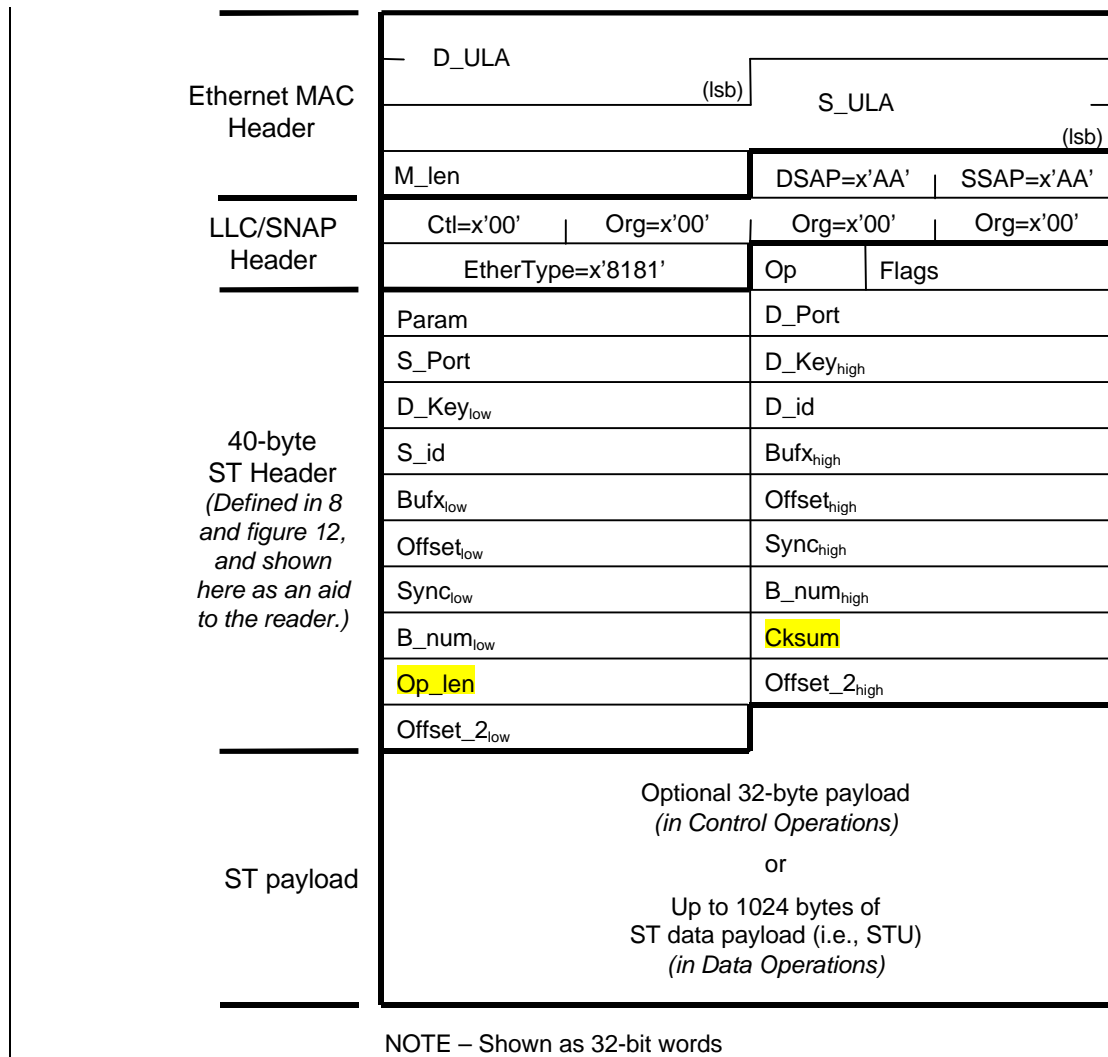 Ethernet MAC
Header
D_ULA
(lsb)
S_ULA
(lsb)
M_len
DSAP=x’AA’ SSAP=x’AA’
LLC/SNAP
Header
Ctl=x’00’ Org=x’00’ Org=x’00’ Org=x’00’
EtherType=x’8181’ Op Flags
40-byte
ST Header
(Defined in 8
and figure 12,
and shown
here as an aid
to the reader.)
Param D_Port
S_Port D_Keyhigh
D_Keylow D_id
S_id Bufxhigh
Bufxlow Offsethigh
Offsetlow Synchigh
Synclow B_numhigh
B_numlow Cksum
Op_len Offset_2high
Offset_2low
ST payload
Optional 32-byte payload
(in Control Operations)
or
Up to 1024 bytes of
ST data payload (i.e., STU)
(in Data Operations)
NOTE – Shown as 32-bit words